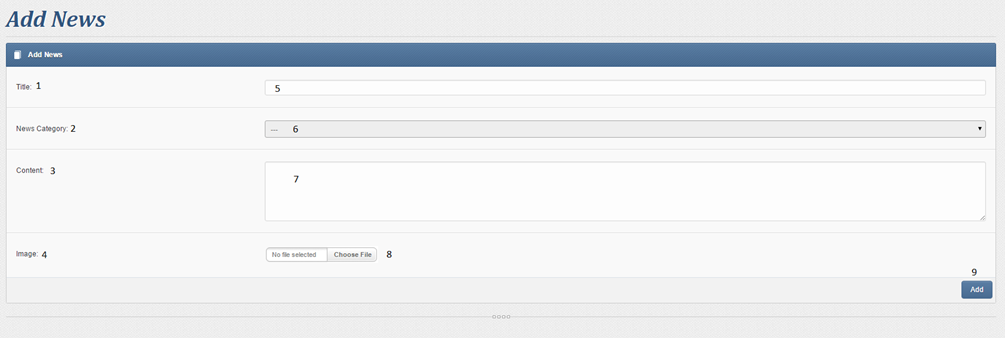 Add News
Add News
Title: 1
5
News Category: 2
--- 6
Content: 3
7
Image: 4
No file selected Choose File 8
9
Add